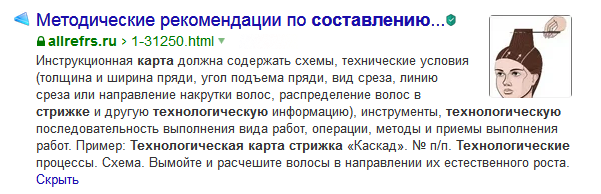 Методические рекомендации по составлению...
allrefrs.ru › 1-31250.html
Инструкционная карта должна содержать схемы, технические условия
(толщина и ширина пряди, угол подъема пряди, вид среза, линию
среза или направление накрутки волос, распределение волос в
стрижке и другую технологическую информацию), инструменты, технологическую
последовательность выполнения вида работ, операции, методы и приемы выполнения
работ. Пример: Технологическая карта стрижка «Каскад». № п/п. Технологические
процессы. Схема. Вымойте и расчешите волосы в направлении их естественного роста.
Скрыть